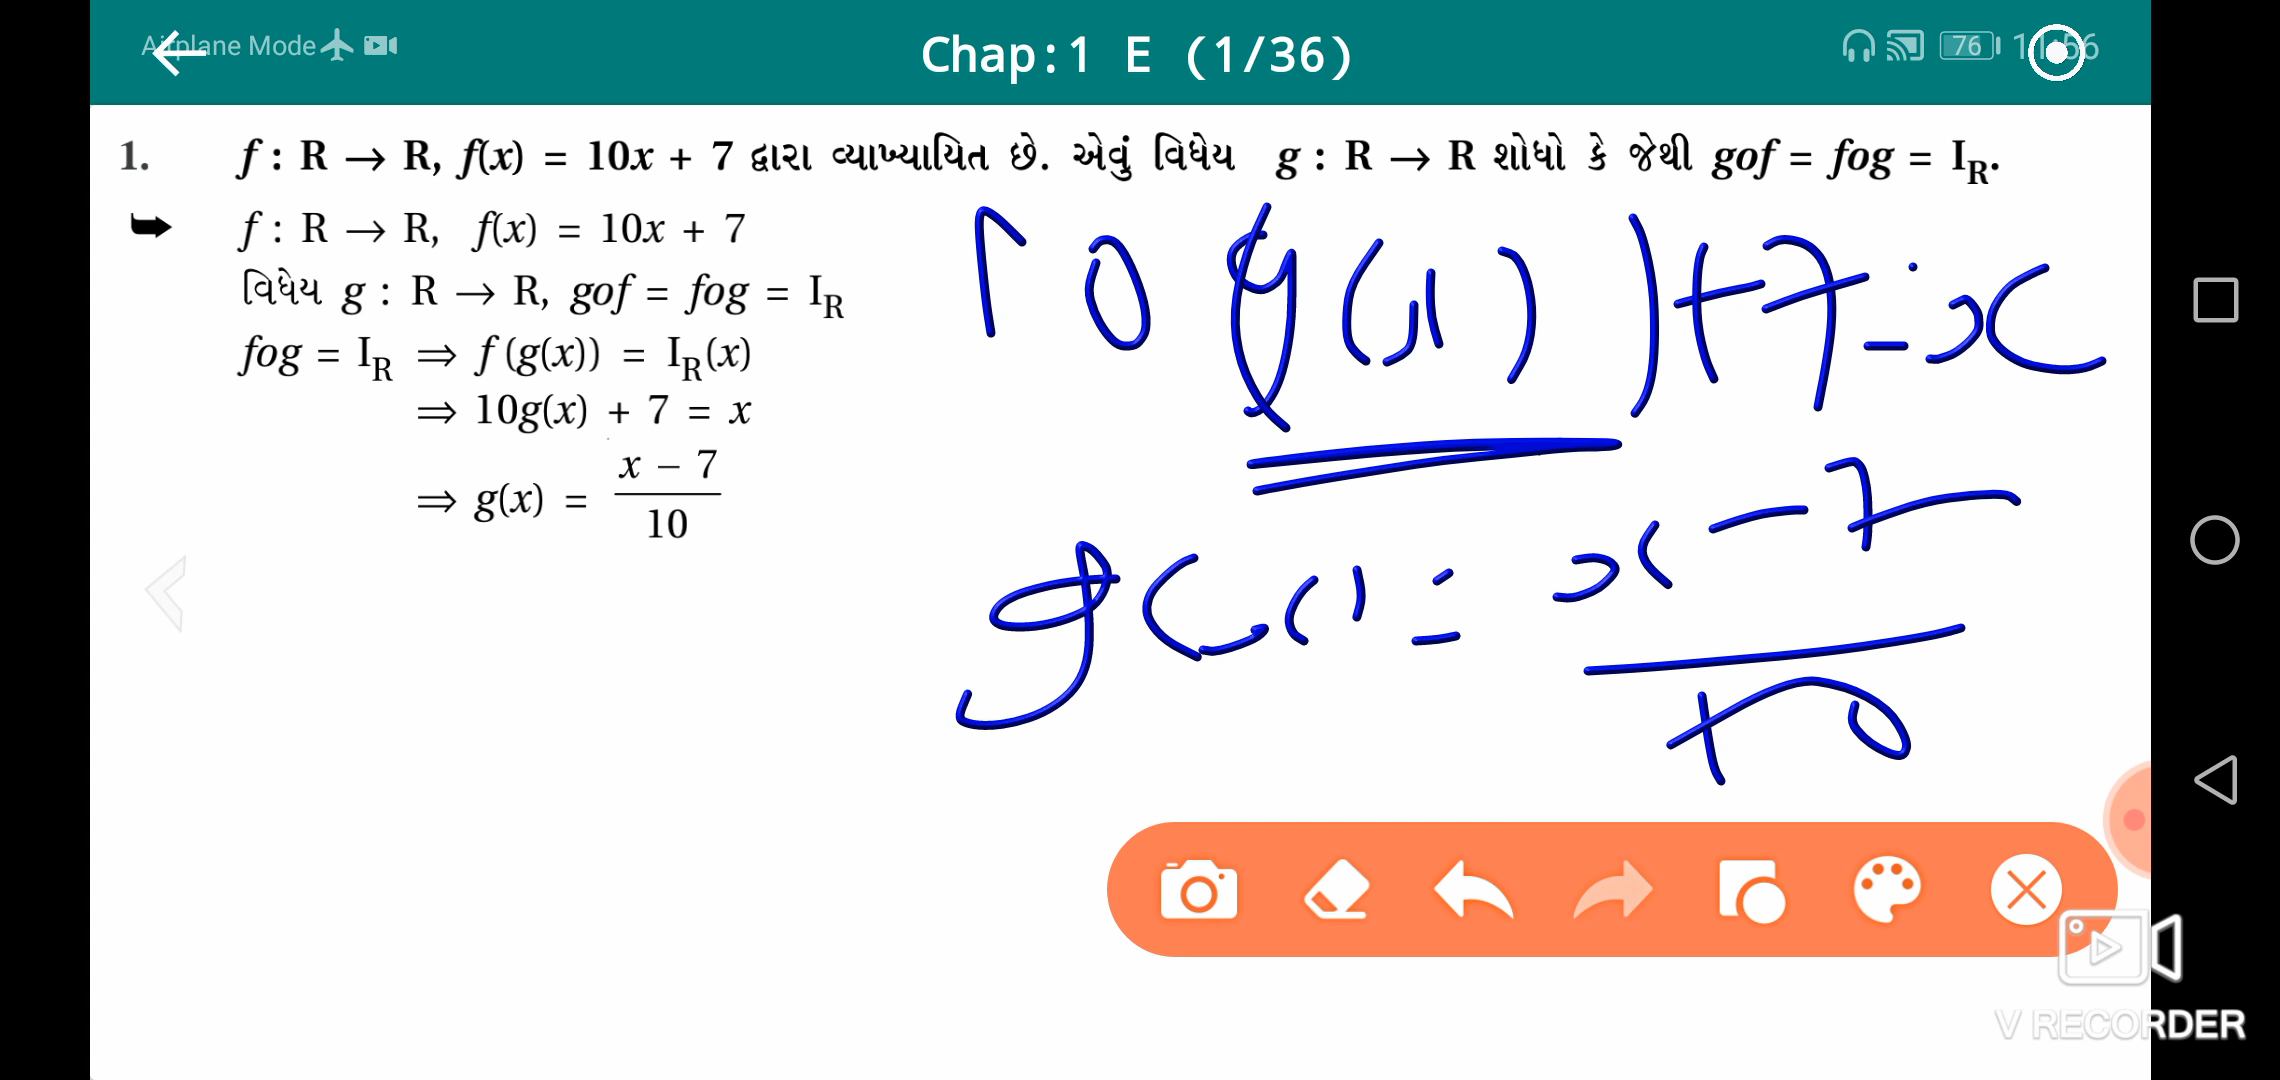 Airplane Mode
Chap:1 E (1/36)
76
1. f : R → R, f(x) = 10x + 7 દ્વારા વ્યાખ્યાયિત છે. એવું વિધેય g : R → R શોધો કે જેથી gof = fog = I_R.
➥ f : R → R, f(x) = 10x + 7
વિધેય g : R → R, gof = fog = I_R
fog = I_R ⇒ f (g(x)) = I_R(x)
⇒ 10g(x) + 7 = x
⇒ g(x) = (x – 7)/10
10 (g(x)) + 7 = x
g(x) = (x – 7)/10
V RECORDER